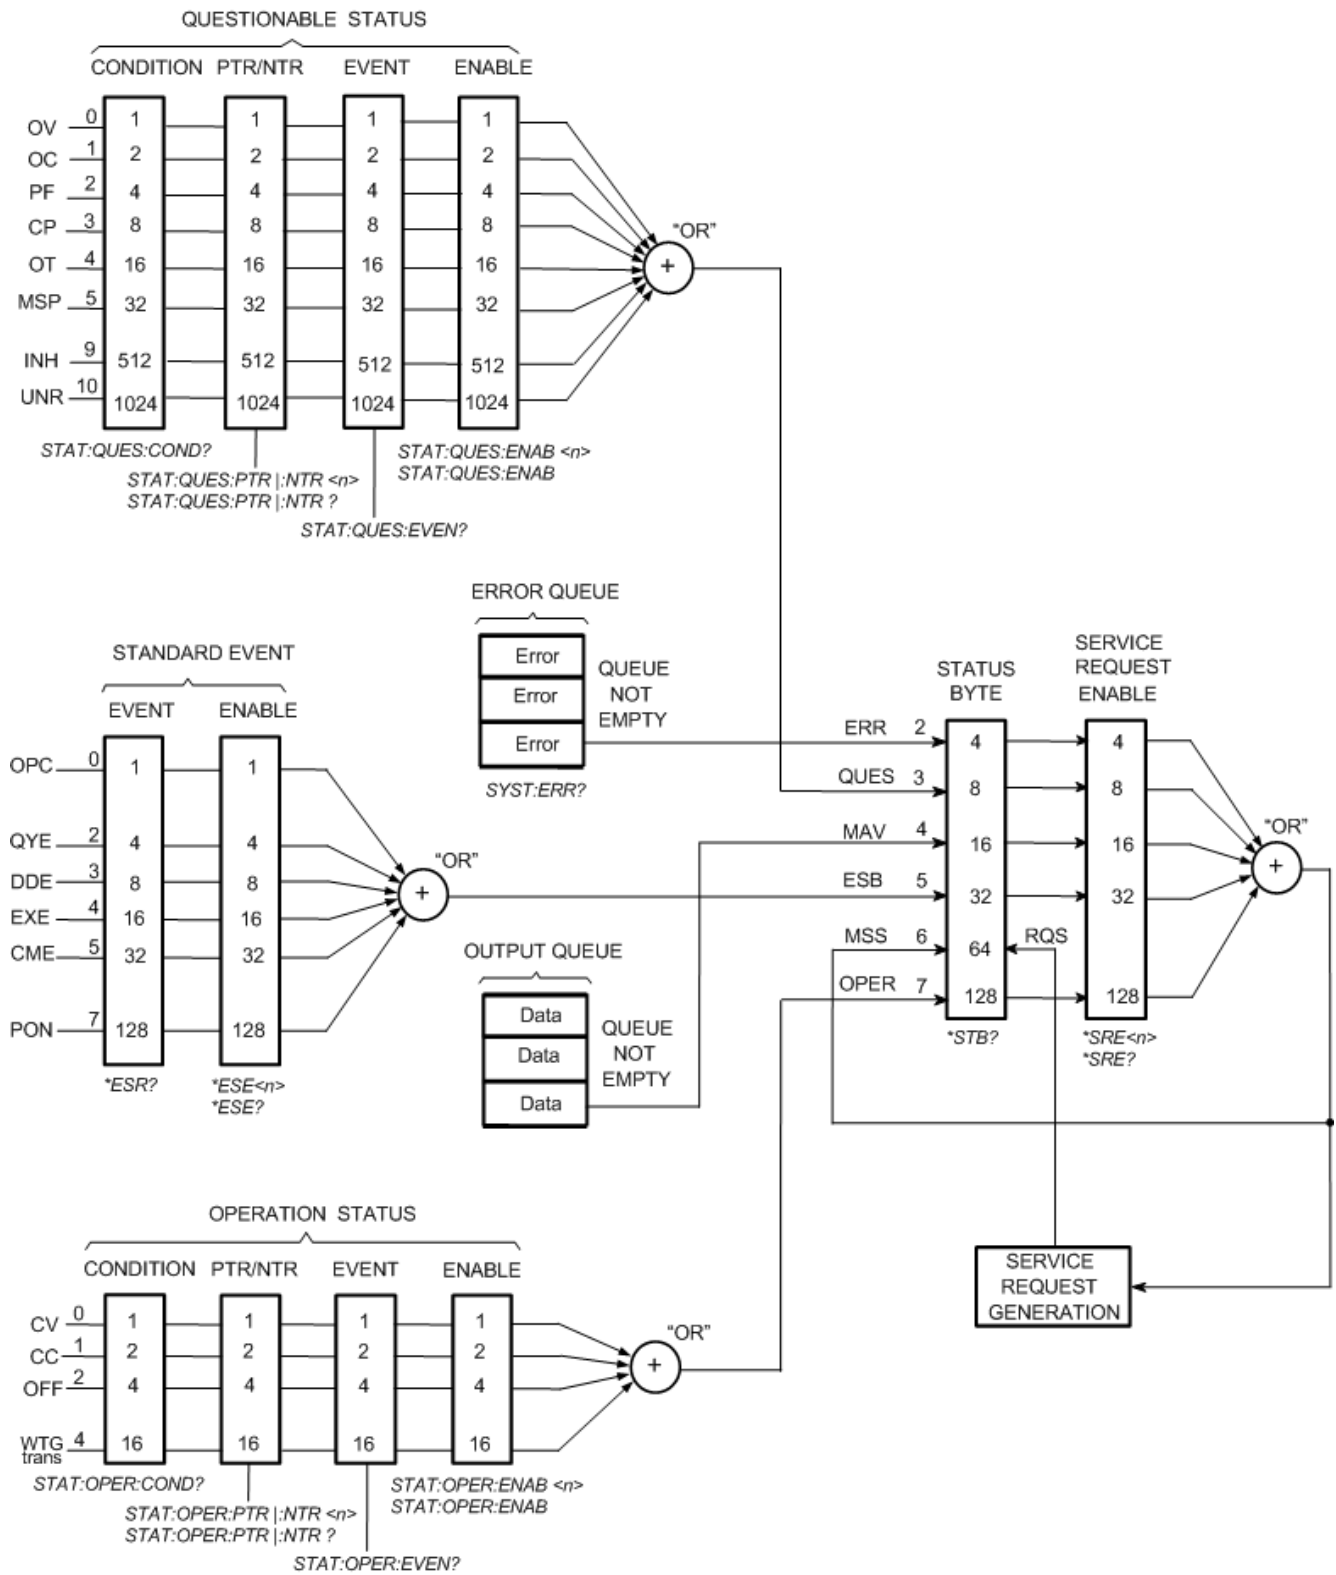 QUESTIONABLE STATUS
CONDITION PTR/NTR EVENT ENABLE
OV 0 1 1 1 1
OC 1 2 2 2 2
PF 2 4 4 4 4
CP 3 8 8 8 8
OT 4 16 16 16 16
MSP 5 32 32 32 32
INH 9 512 512 512 512
UNR 10 1024 1024 1024 1024
"OR"
+
STAT:QUES:COND?
STAT:QUES:PTR |:NTR <n>
STAT:QUES:PTR |:NTR ?
STAT:QUES:EVEN?
STAT:QUES:ENAB <n>
STAT:QUES:ENAB
ERROR QUEUE
Error
Error
Error
QUEUE
NOT
EMPTY
SYST:ERR?
STANDARD EVENT
EVENT ENABLE
OPC 0 1 1
QYE 2 4 4
DDE 3 8 8
EXE 4 16 16
CME 5 32 32
PON 7 128 128
"OR"
+
*ESR?
*ESE<n>
*ESE?
OUTPUT QUEUE
Data
Data
Data
QUEUE
NOT
EMPTY
STATUS
BYTE
SERVICE
REQUEST
ENABLE
ERR 2 4 4
QUES 3 8 8
MAV 4 16 16
ESB 5 32 32
MSS 6 64 RQS
OPER 7 128 128
"OR"
+
*STB?
*SRE<n>
*SRE?
SERVICE
REQUEST
GENERATION
OPERATION STATUS
CONDITION PTR/NTR EVENT ENABLE
CV 0 1 1 1 1
CC 1 2 2 2 2
OFF 2 4 4 4 4
WTG
trans 4 16 16 16 16
"OR"
+
STAT:OPER:COND?
STAT:OPER:PTR |:NTR <n>
STAT:OPER:PTR |:NTR ?
STAT:OPER:EVEN?
STAT:OPER:ENAB <n>
STAT:OPER:ENAB